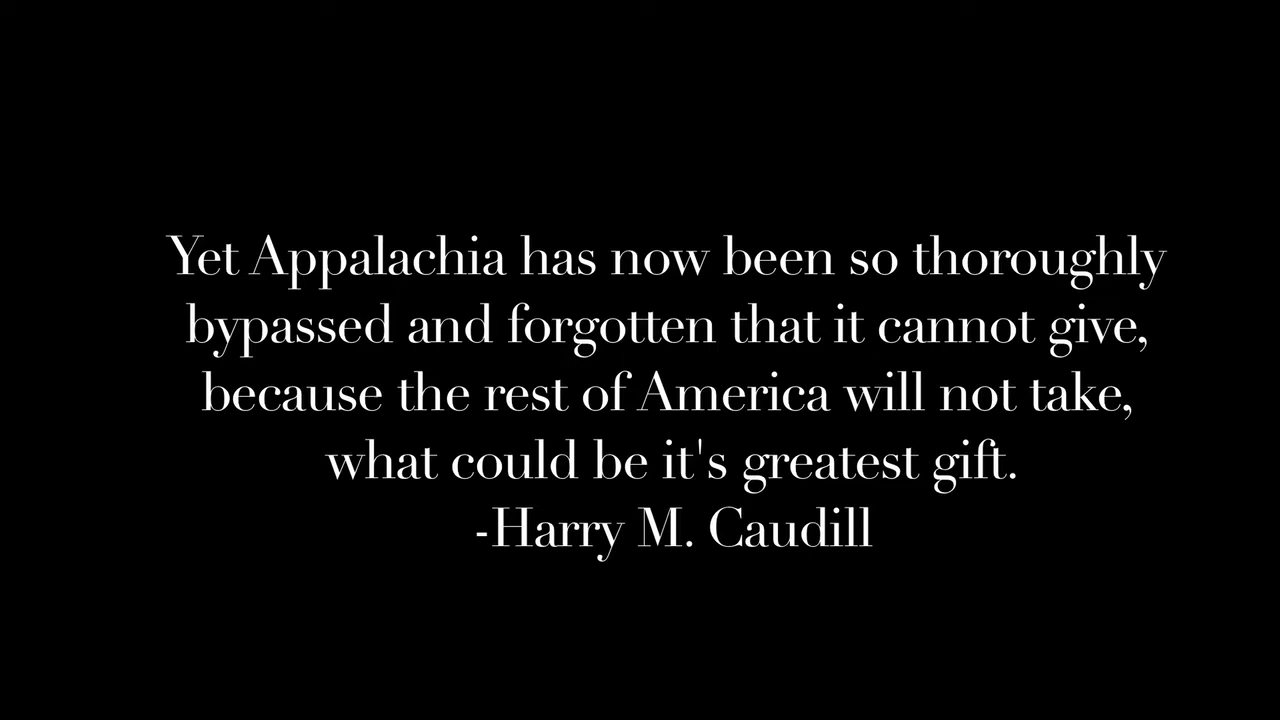 Yet Appalachia has now been so thoroughly
bypassed and forgotten that it cannot give,
because the rest of America will not take,
what could be it's greatest gift.
-Harry M. Caudill